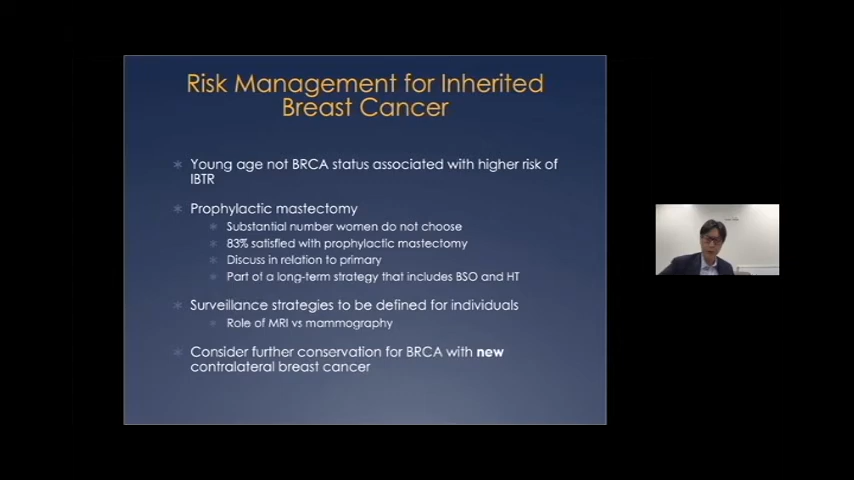 Risk Management for Inherited
Breast Cancer
* Young age not BRCA status associated with higher risk of
IBTR
* Prophylactic mastectomy
* Substantial number women do not choose
* 83% satisfied with prophylactic mastectomy
* Discuss in relation to primary
* Part of a long-term strategy that includes BSO and HT
* Surveillance strategies to be defined for individuals
* Role of MRI vs mammography
* Consider further conservation for BRCA with new
contralateral breast cancer